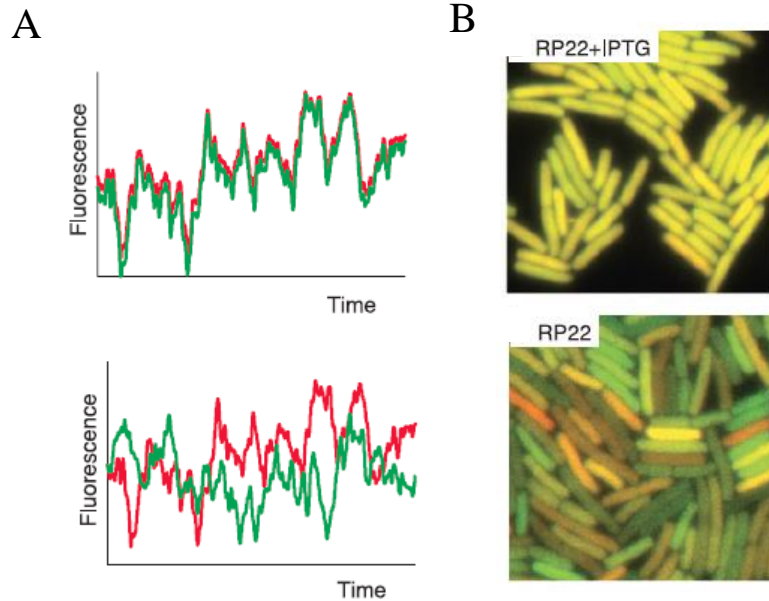 A
Fluorescence
Time
Fluorescence
Time
B
RP22+IPTG
RP22